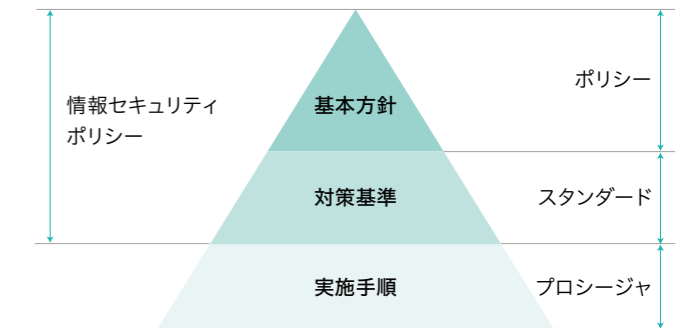 情報セキュリティ
ポリシー
基本方針
ポリシー
対策基準
スタンダード
実施手順
プロシージャ